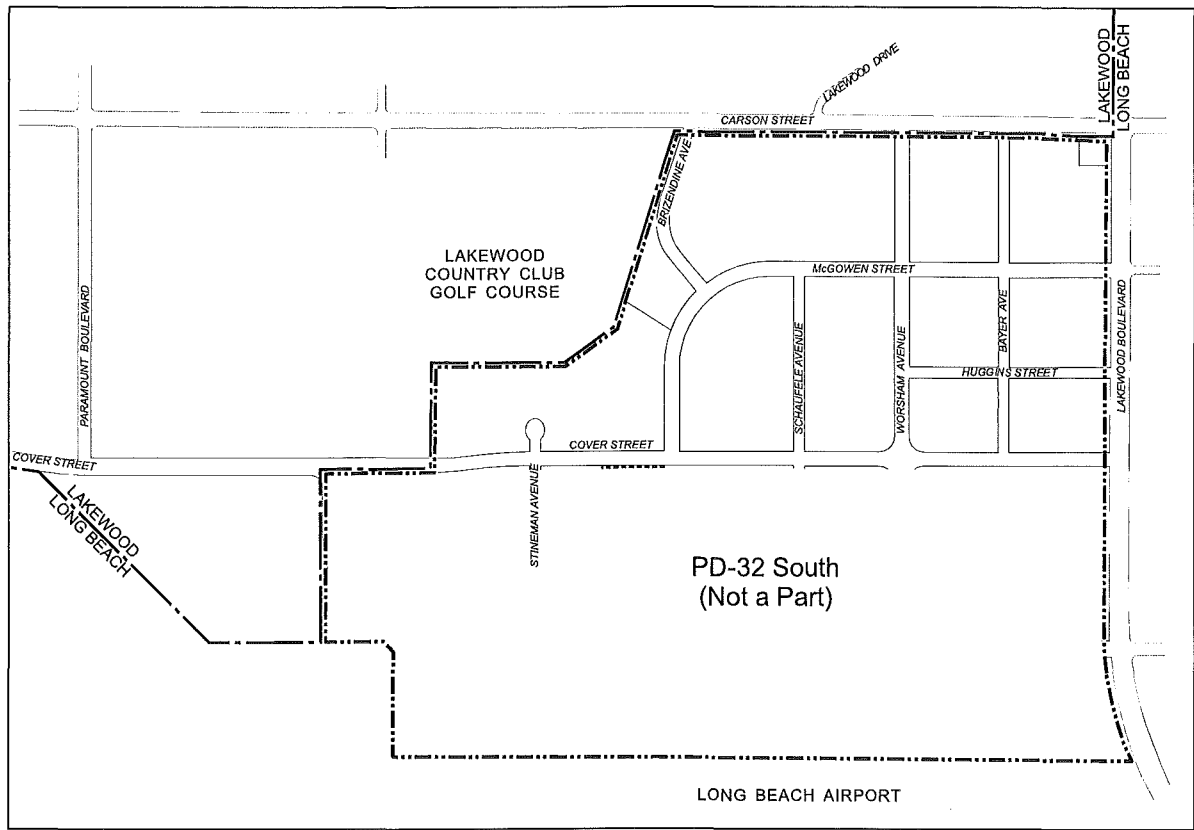 LAKEWOOD
LONG BEACH
LAKEWOOD DRIVE
CARSON STREET
BRIZENDINE AVE
LAKEWOOD
COUNTRY CLUB
GOLF COURSE
McGOWEN STREET
PARAMOUNT BOULEVARD
SCHAUFELE AVENUE
WORSHAM AVENUE
BAYER AVE
LAKEWOOD BOULEVARD
HUGGINS STREET
COVER STREET
COVER STREET
STINEMAN AVENUE
LAKEWOOD
LONG BEACH
PD-32 South
(Not a Part)
LONG BEACH AIRPORT